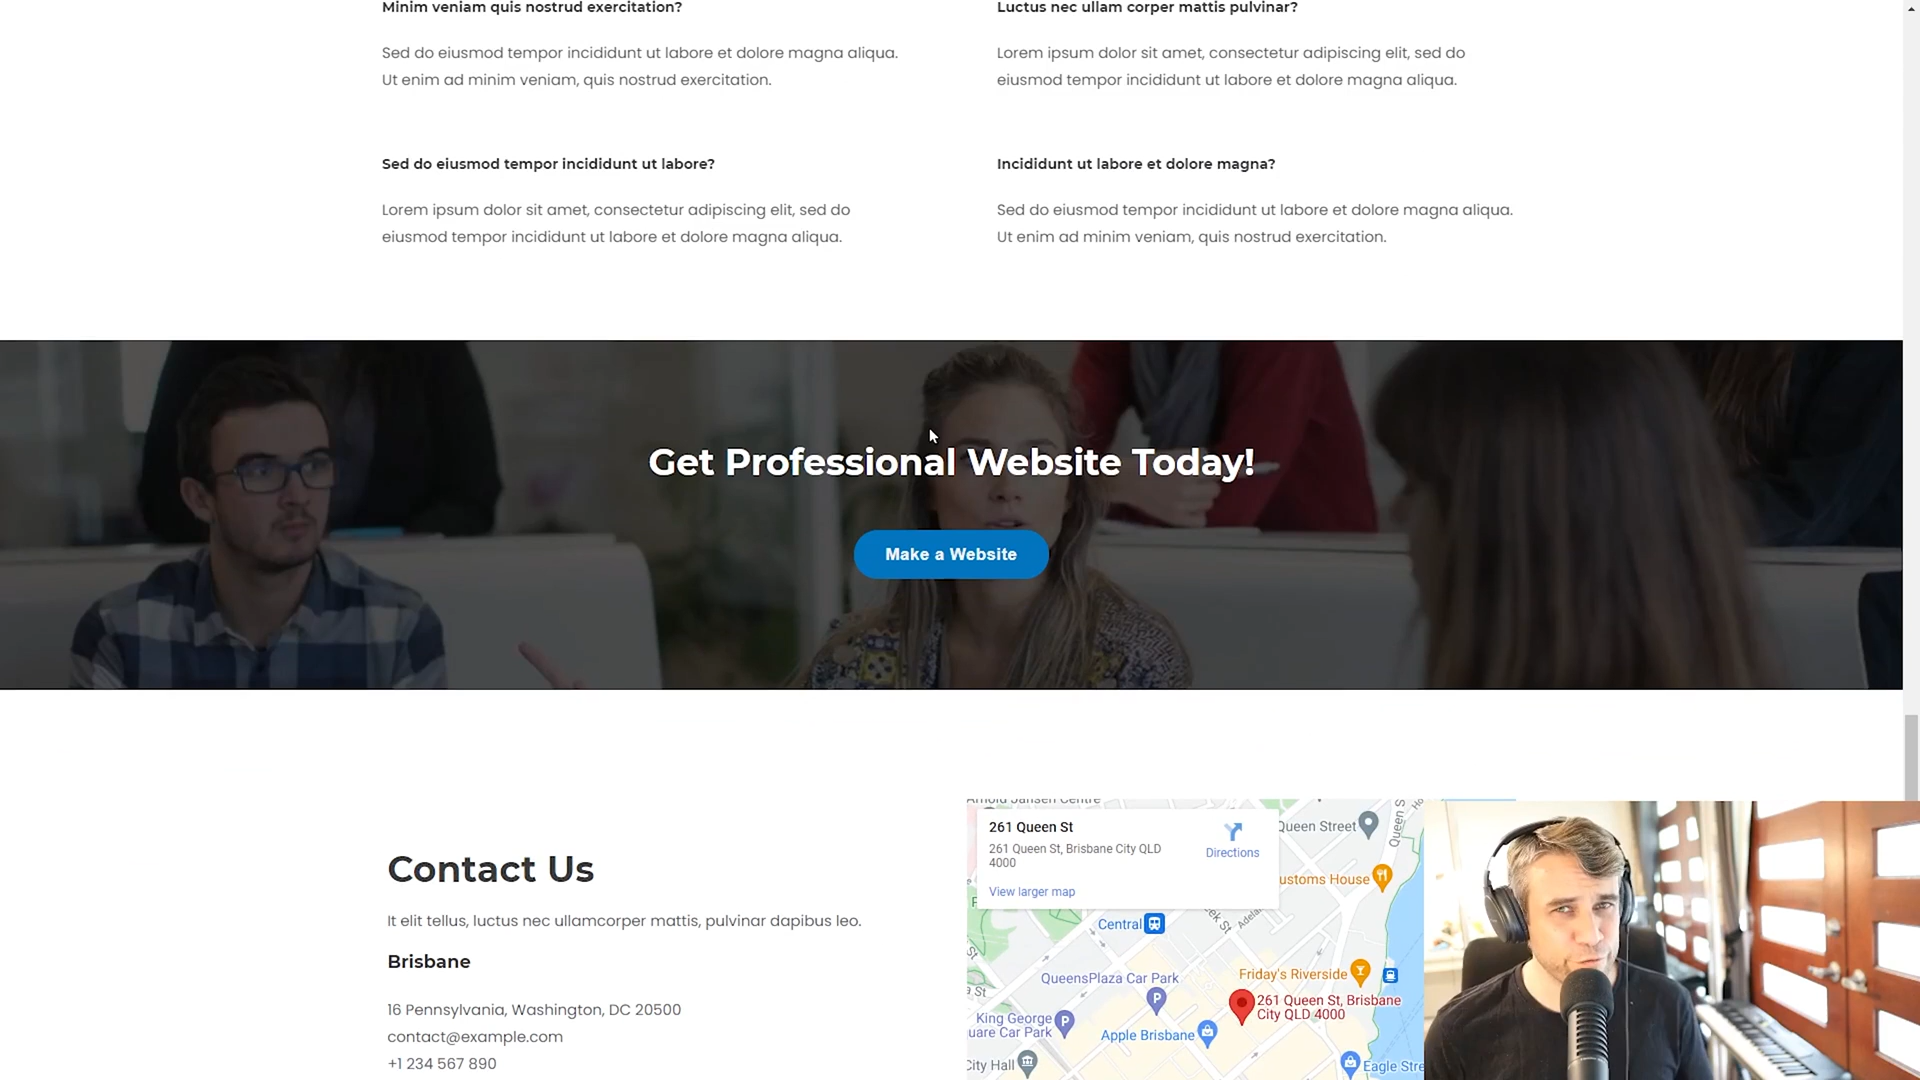 Minim veniam quis nostrud exercitation?
Sed do eiusmod tempor incididunt ut labore et dolore magna aliqua.
Ut enim ad minim veniam, quis nostrud exercitation.
Luctus nec ullam corper mattis pulvinar?
Lorem ipsum dolor sit amet, consectetur adipiscing elit, sed do
eiusmod tempor incididunt ut labore et dolore magna aliqua.
Sed do eiusmod tempor incididunt ut labore?
Lorem ipsum dolor sit amet, consectetur adipiscing elit, sed do
eiusmod tempor incididunt ut labore et dolore magna aliqua.
Incididunt ut labore et dolore magna?
Sed do eiusmod tempor incididunt ut labore et dolore magna aliqua.
Ut enim ad minim veniam, quis nostrud exercitation.
Get Professional Website Today!
Make a Website
Contact Us
It elit tellus, luctus nec ullamcorper mattis, pulvinar dapibus leo.
Brisbane
16 Pennsylvania, Washington, DC 20500
contact@example.com
+1 234 567 890
261 Queen St
261 Queen St, Brisbane City QLD
4000
Directions
View larger map
Queen Street
Queen S
ustoms House
Central
QueensPlaza Car Park
Friday's Riverside
261 Queen St, Brisbane
City QLD 4000
King George
uare Car Park
Apple Brisbane
City Hall
Eagle Stre